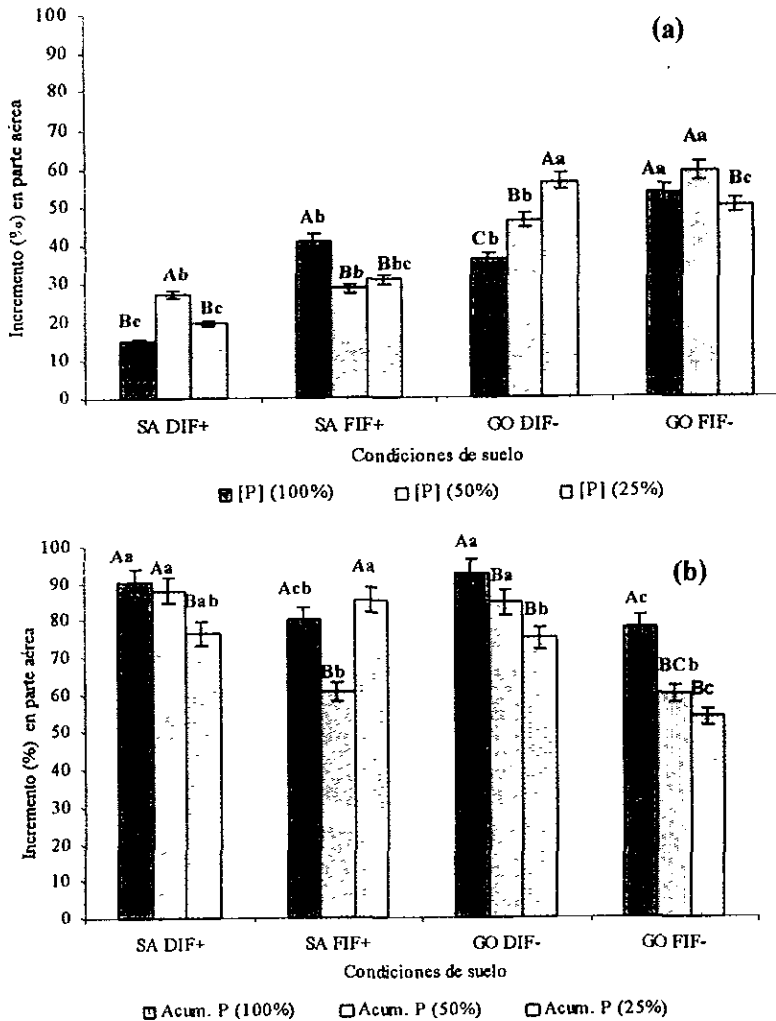 (a)
Incremento (%) en parte aérea
100
90
80
70
60
50
40
30
20
10
0
Bc
Ab
Bc
Ab
Bb
Bbc
Cb
Bb
Aa
Aa
Aa
Bc
SA DIF+
SA FIF+
GO DIF-
GO FIF-
Condiciones de suelo
[P] (100%)
[P] (50%)
[P] (25%)
(b)
Incremento (%) en parte aérea
100
90
80
70
60
50
40
30
20
10
0
Aa
Aa
Bab
Acb
Bb
Aa
Aa
Ba
Bb
Ac
BCb
Bc
SA DIF+
SA FIF+
GO DIF-
GO FIF-
Condiciones de suelo
Acum. P (100%)
Acum. P (50%)
Acum. P (25%)